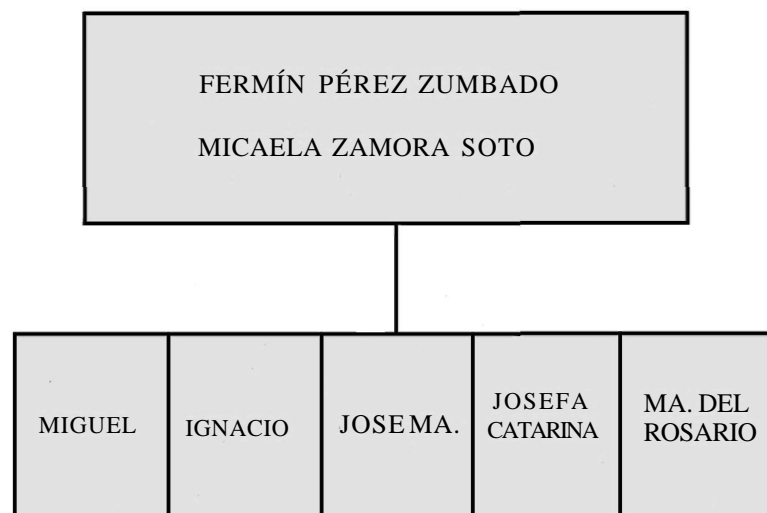 FERMÍN PÉREZ ZUMBADO
MICAELA ZAMORA SOTO
MIGUEL
IGNACIO
JOSE MA.
JOSEFA
CATARINA
MA. DEL
ROSARIO